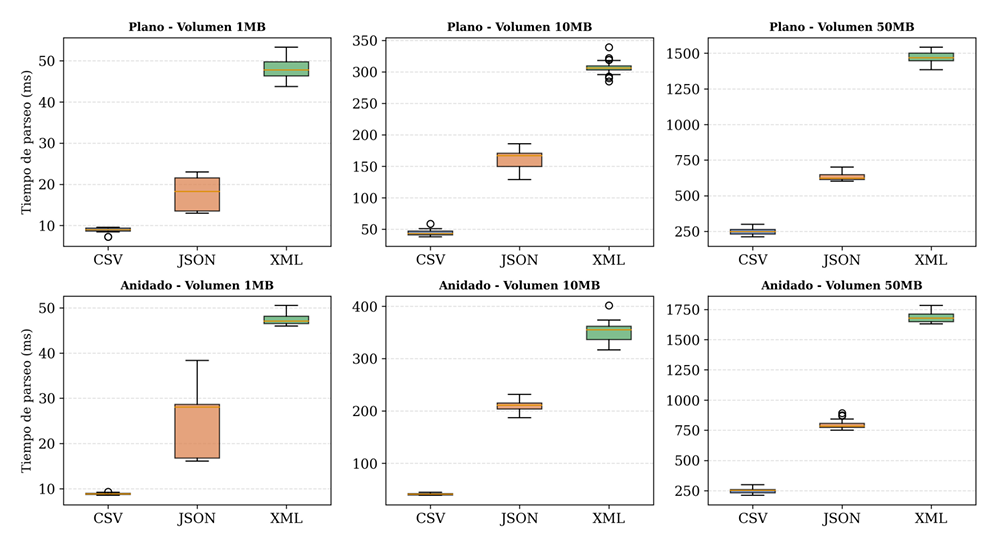 Plano - Volumen 1MB
Tiempo de parseo (ms)
50
40
30
20
10
CSV JSON XML
Plano - Volumen 10MB
350
300
250
200
150
100
50
CSV JSON XML
Plano - Volumen 50MB
1500
1250
1000
750
500
250
CSV JSON XML
Anidado - Volumen 1MB
Tiempo de parseo (ms)
50
40
30
20
10
CSV JSON XML
Anidado - Volumen 10MB
400
300
200
100
CSV JSON XML
Anidado - Volumen 50MB
1750
1500
1250
1000
750
500
250
CSV JSON XML